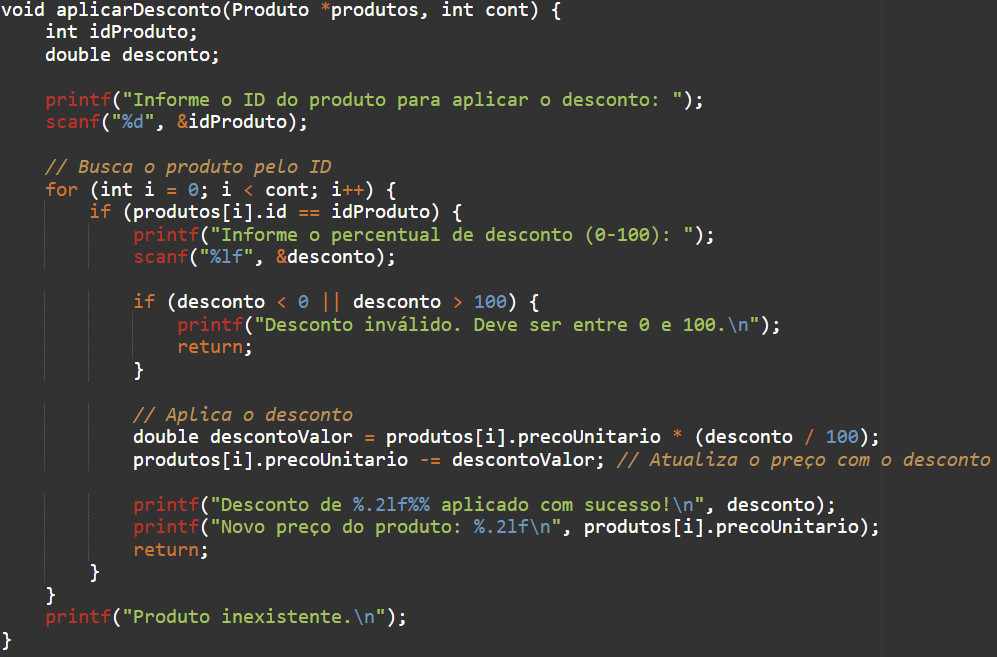 void aplicarDesconto(Produto *produtos, int cont) {
    int idProduto;
    double desconto;

    printf("Informe o ID do produto para aplicar o desconto: ");
    scanf("%d", &idProduto);

    // Busca o produto pelo ID
    for (int i = 0; i < cont; i++) {
        if (produtos[i].id == idProduto) {
            printf("Informe o percentual de desconto (0-100): ");
            scanf("%lf", &desconto);

            if (desconto < 0 || desconto > 100) {
                printf("Desconto inválido. Deve ser entre 0 e 100.\n");
                return;
            }

            // Aplica o desconto
            double descontoValor = produtos[i].precoUnitario * (desconto / 100);
            produtos[i].precoUnitario -= descontoValor; // Atualiza o preço com o desconto

            printf("Desconto de %.2lf%% aplicado com sucesso!\n", desconto);
            printf("Novo preço do produto: %.2lf\n", produtos[i].precoUnitario);
            return;
        }
    }
    printf("Produto inexistente.\n");
}